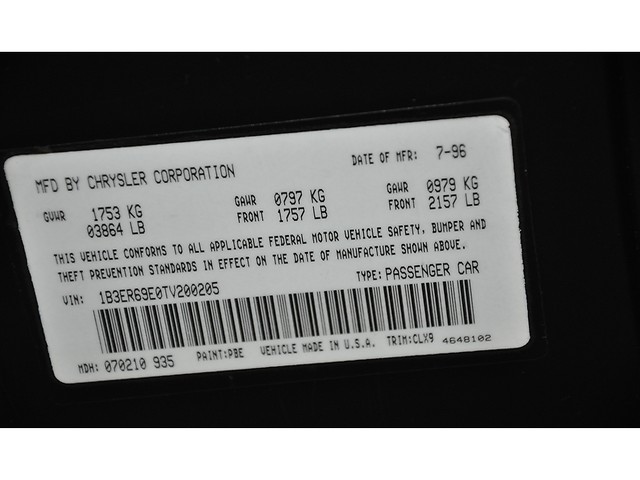 MFD BY CHRYSLER CORPORATION DATE OF MFR: 7-96
GVWR 1753 KG GAWR 0797 KG GAWR 0979 KG
03864 LB FRONT 1757 LB FRONT 2157 LB
THIS VEHICLE CONFORMS TO ALL APPLICABLE FEDERAL MOTOR VEHICLE SAFETY, BUMPER AND
THEFT PREVENTION STANDARDS IN EFFECT ON THE DATE OF MANUFACTURE SHOWN ABOVE.
VIN: 1B3ER69E0TV200205 TYPE: PASSENGER CAR
MDH: 070210 935 PAINT:PBE VEHICLE MADE IN U.S.A. TRIM:CLX9 4648102